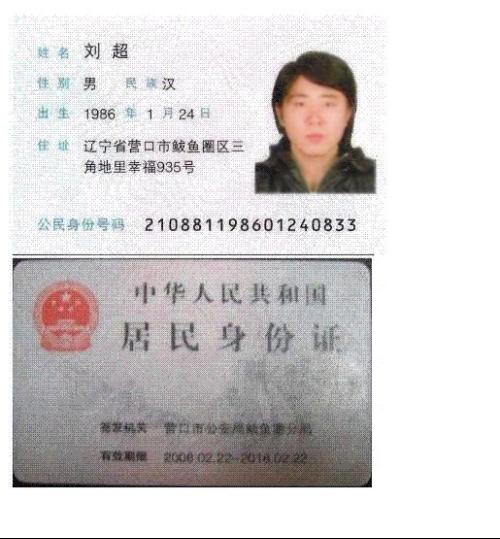 姓名 刘超
性别 男 民族 汉
出生 1986 年 1 月 24 日
住址 辽宁省营口市鲅鱼圈区三
角地里幸福935号
公民身份号码 210881198601240833
中华人民共和国
居民身份证
签发机关 营口市公安局鲅鱼圈分局
有效期限 2008.02.22-2018.02.22